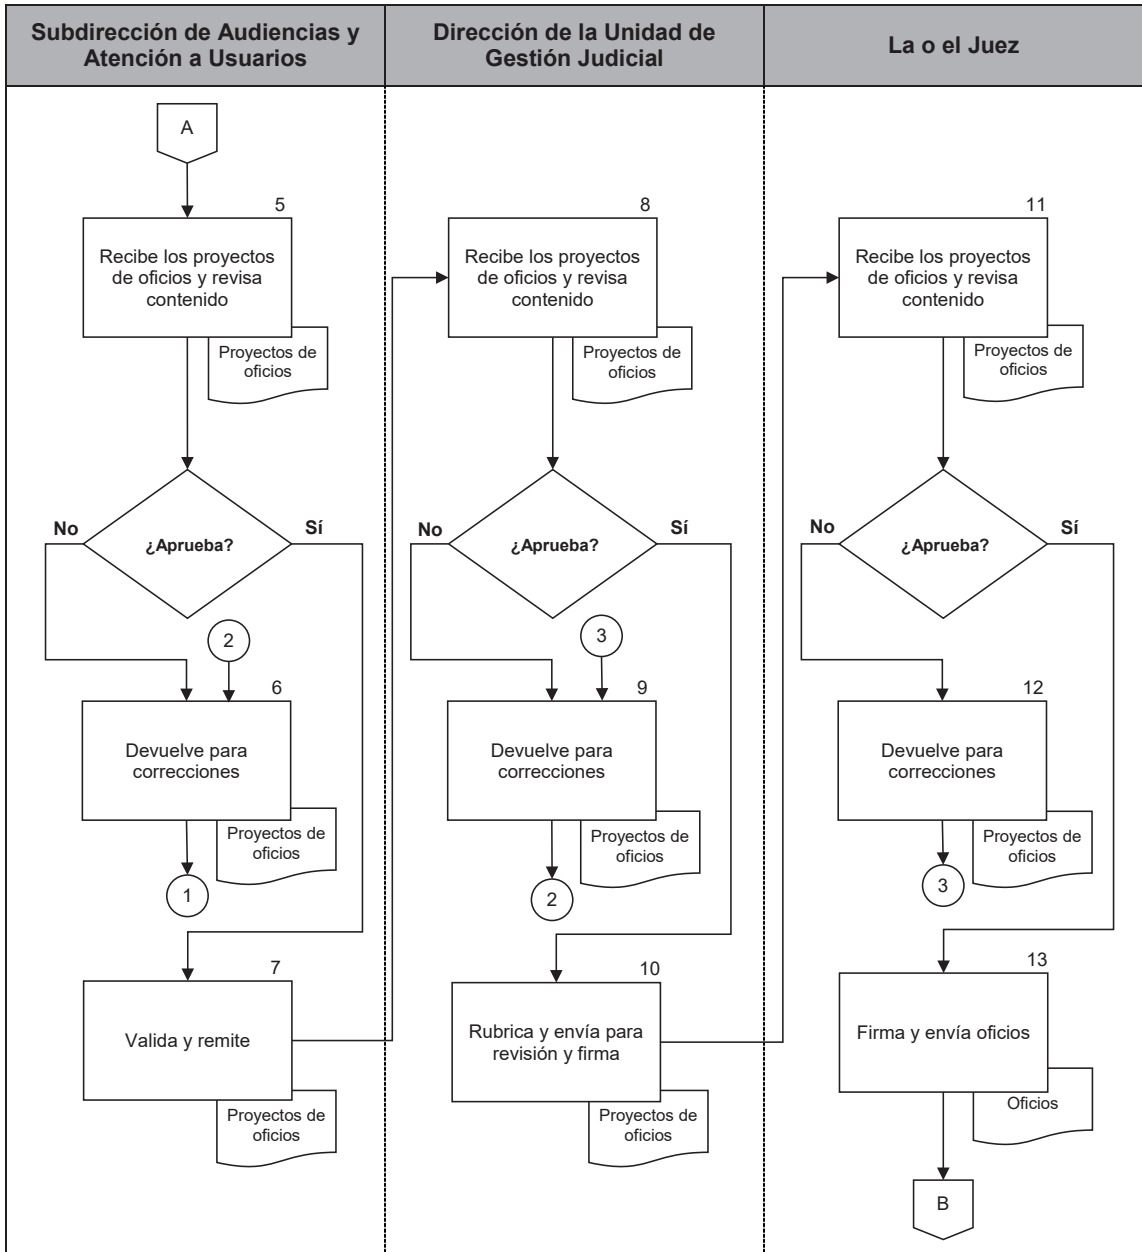 Subdirección de Audiencias y
Atención a Usuarios
Dirección de la Unidad de
Gestión Judicial
La o el Juez
A
5
Recibe los proyectos
de oficios y revisa
contenido
Proyectos de
oficios
¿Aprueba?
No
Sí
2
6
Devuelve para
correcciones
Proyectos de
oficios
1
7
Valida y remite
Proyectos de
oficios
8
Recibe los proyectos
de oficios y revisa
contenido
Proyectos de
oficios
¿Aprueba?
No
Sí
3
9
Devuelve para
correcciones
Proyectos de
oficios
2
10
Rubrica y envía para
revisión y firma
Proyectos de
oficios
11
Recibe los proyectos
de oficios y revisa
contenido
Proyectos de
oficios
¿Aprueba?
No
Sí
12
Devuelve para
correcciones
Proyectos de
oficios
3
13
Firma y envía oficios
Oficios
B